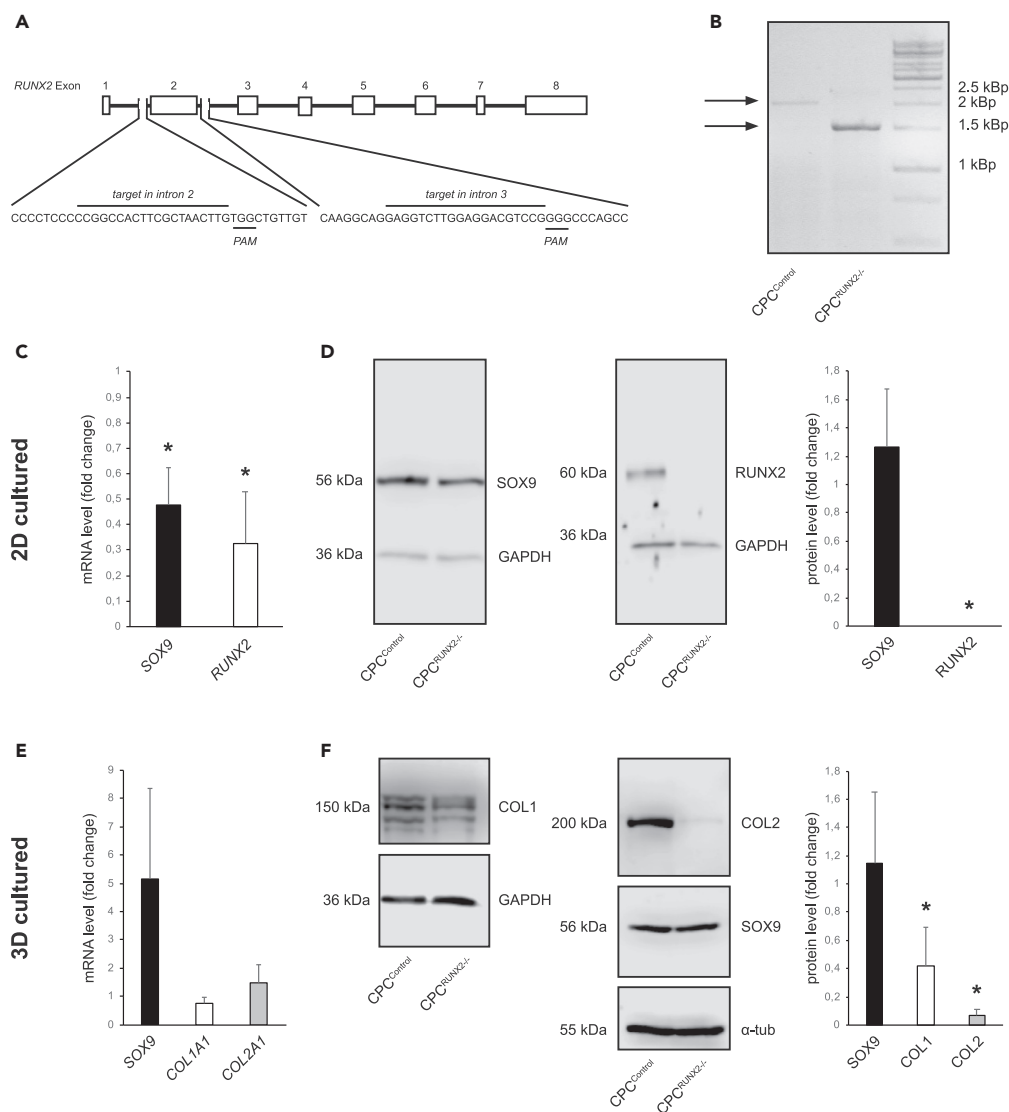 A
RUNX2 Exon
1 2 3 4 5 6 7 8
target in intron 2
target in intron 3
CCCCTCCCCCGGCCACTTCGCTAACTTGTGGCTGTTGT
CAAGGCAGGAGGTCTTGGAGGACGTCCGGGGCCCAGCC
PAM
PAM
B
2.5 kBp
2 kBp
1.5 kBp
1 kBp
CPCControl
CPCRUNX2-/-
2D cultured
C
mRNA level (fold change)
1
0,9
0,8
0,7
0,6
0,5
0,4
0,3
0,2
0,1
0
*
*
SOX9
RUNX2
D
56 kDa
SOX9
36 kDa
GAPDH
CPCControl
CPCRUNX2-/-
60 kDa
RUNX2
36 kDa
GAPDH
CPCControl
CPCRUNX2-/-
protein level (fold change)
1,8
1,6
1,4
1,2
1
0,8
0,6
0,4
0,2
0
*
SOX9
RUNX2
3D cultured
E
mRNA level (fold change)
9
8
7
6
5
4
3
2
1
0
SOX9
COL1A1
COL2A1
F
150 kDa
COL1
36 kDa
GAPDH
CPCControl
CPCRUNX2-/-
200 kDa
COL2
56 kDa
SOX9
55 kDa
α-tub
CPCControl
CPCRUNX2-/-
protein level (fold change)
1,8
1,6
1,4
1,2
1
0,8
0,6
0,4
0,2
0
*
*
SOX9
COL1
COL2